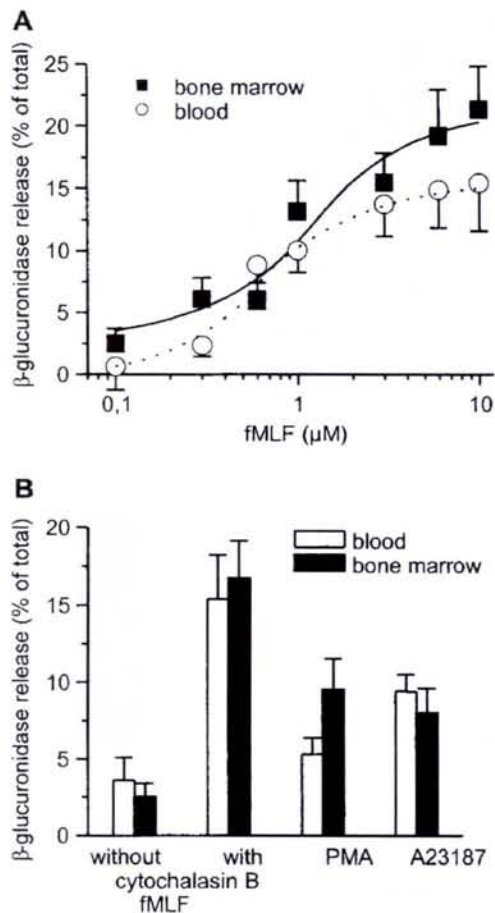 A
bone marrow
blood
β-glucuronidase release (% of total)
25
20
15
10
5
0
0,1
1
10
fMLF (µM)
B
blood
bone marrow
β-glucuronidase release (% of total)
20
15
10
5
0
without
with
PMA
A23187
cytochalasin B
fMLF